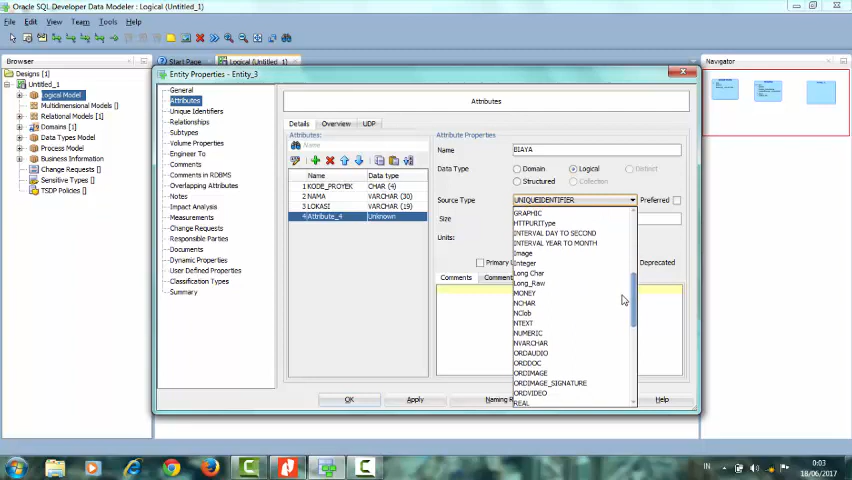 Oracle SQL Developer Data Modeler : Logical (Untitled_1)
File Edit View Team Tools Help
Designs [1]
Untitled_1
Logical Model
Multidimensional Models []
Relational Models [1]
Domains [1]
Data Types Model
Process Model
Business Information
Change Requests []
Sensitive Types []
TSDP Policies []
Start Page
Logical (Untitled_1)
Navigator
Entity Properties - Entity_3
General
Attributes
Unique Identifiers
Relationships
Subtypes
Volume Properties
Engineer To
Comments
Comments in RDBMS
Overlapping Attributes
Notes
Impact Analysis
Measurements
Change Requests
Responsible Parties
Documents
Dynamic Properties
User Defined Properties
Classification Types
Summary
Attributes
Details Overview UDP
Attributes:
Name
Name Data type
1 KODE_PROYEK CHAR (4)
2 NAMA VARCHAR (30)
3 LOKASI VARCHAR (19)
4 Attribute_4 Unknown
Attribute Properties
Name BIAYA
Data Type Domain Logical Distinct
Structured Collection
Source Type UNIQUEIDENTIFIER Preferred
Size
Units:
Primary Deprecated
Comments
GRAPHIC
HTTPURIType
INTERVAL DAY TO SECOND
INTERVAL YEAR TO MONTH
Image
Integer
Long Char
Long_Raw
MONEY
NCHAR
NClob
NTEXT
NUMERIC
NVARCHAR
ORDAUDIO
ORDDOC
ORDIMAGE
ORDIMAGE_SIGNATURE
ORDVIDEO
REAL
OK Apply Naming Help
IN
0:03
18/06/2017